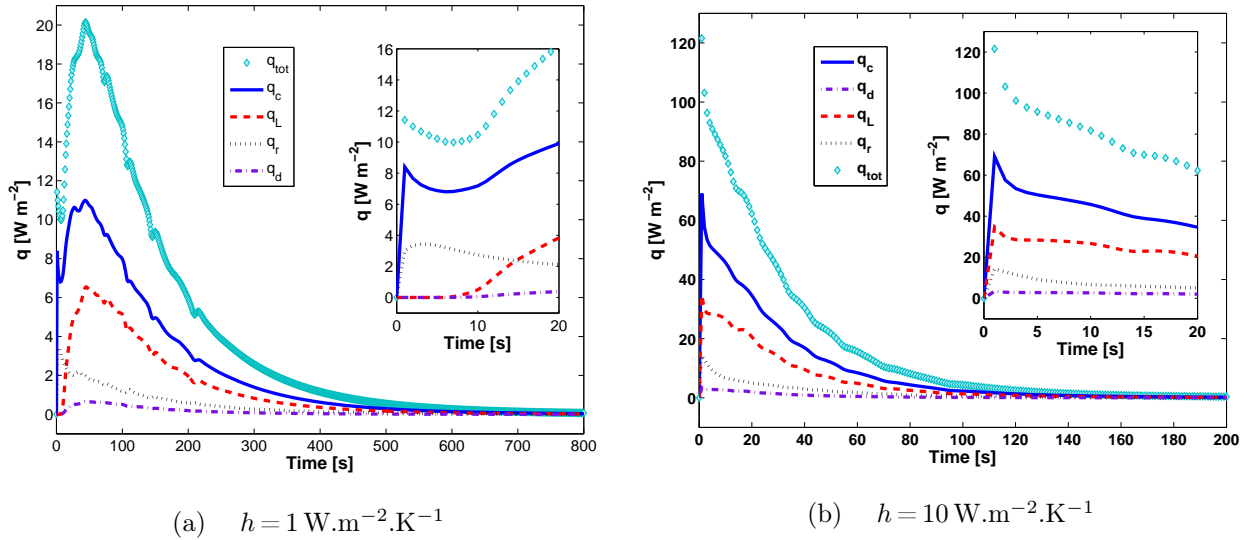 20
18
16
14
12
10
8
6
4
2
0
q [W m⁻²]
0 100 200 300 400 500 600 700 800
Time [s]
q_tot
q_c
q_L
q_r
q_d
16
14
12
10
8
6
4
2
0
q [W m⁻²]
0 10 20
Time [s]
(a) h = 1 W.m⁻².K⁻¹
120
100
80
60
40
20
0
q [W m⁻²]
0 20 40 60 80 100 120 140 160 180 200
Time [s]
q_c
q_d
q_L
q_r
q_tot
120
100
80
60
40
20
0
q [W m⁻²]
0 5 10 15 20
Time [s]
(b) h = 10 W.m⁻².K⁻¹